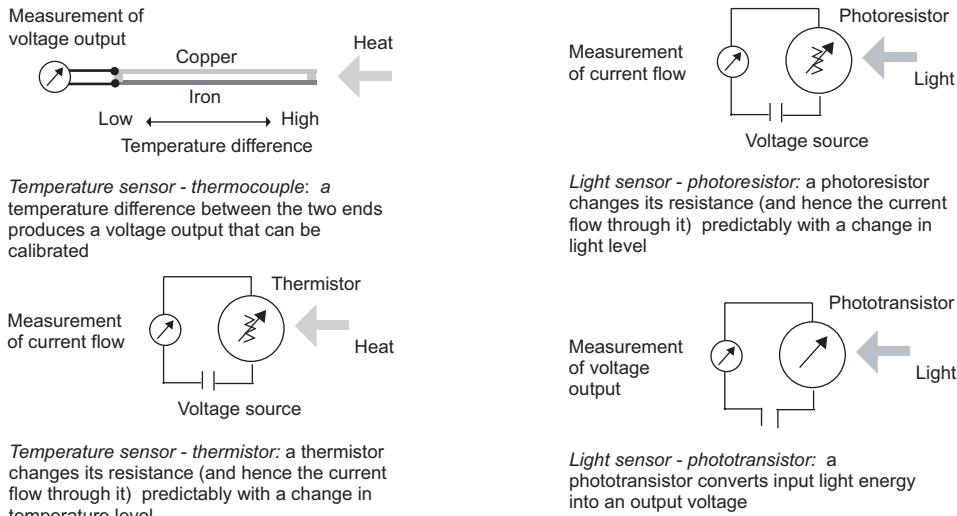 Measurement of
voltage output
Copper
Heat
Iron
Low High
Temperature difference
Temperature sensor - thermocouple: a
temperature difference between the two ends
produces a voltage output that can be
calibrated
Thermistor
Measurement
of current flow
Heat
Voltage source
Temperature sensor - thermistor: a thermistor
changes its resistance (and hence the current
flow through it) predictably with a change in
temperature level
Photoresistor
Measurement
of current flow
Light
Voltage source
Light sensor - photoresistor: a photoresistor
changes its resistance (and hence the current
flow through it) predictably with a change in
light level
Phototransistor
Measurement
of voltage
output
Light
Light sensor - phototransistor: a
phototransistor converts input light energy
into an output voltage